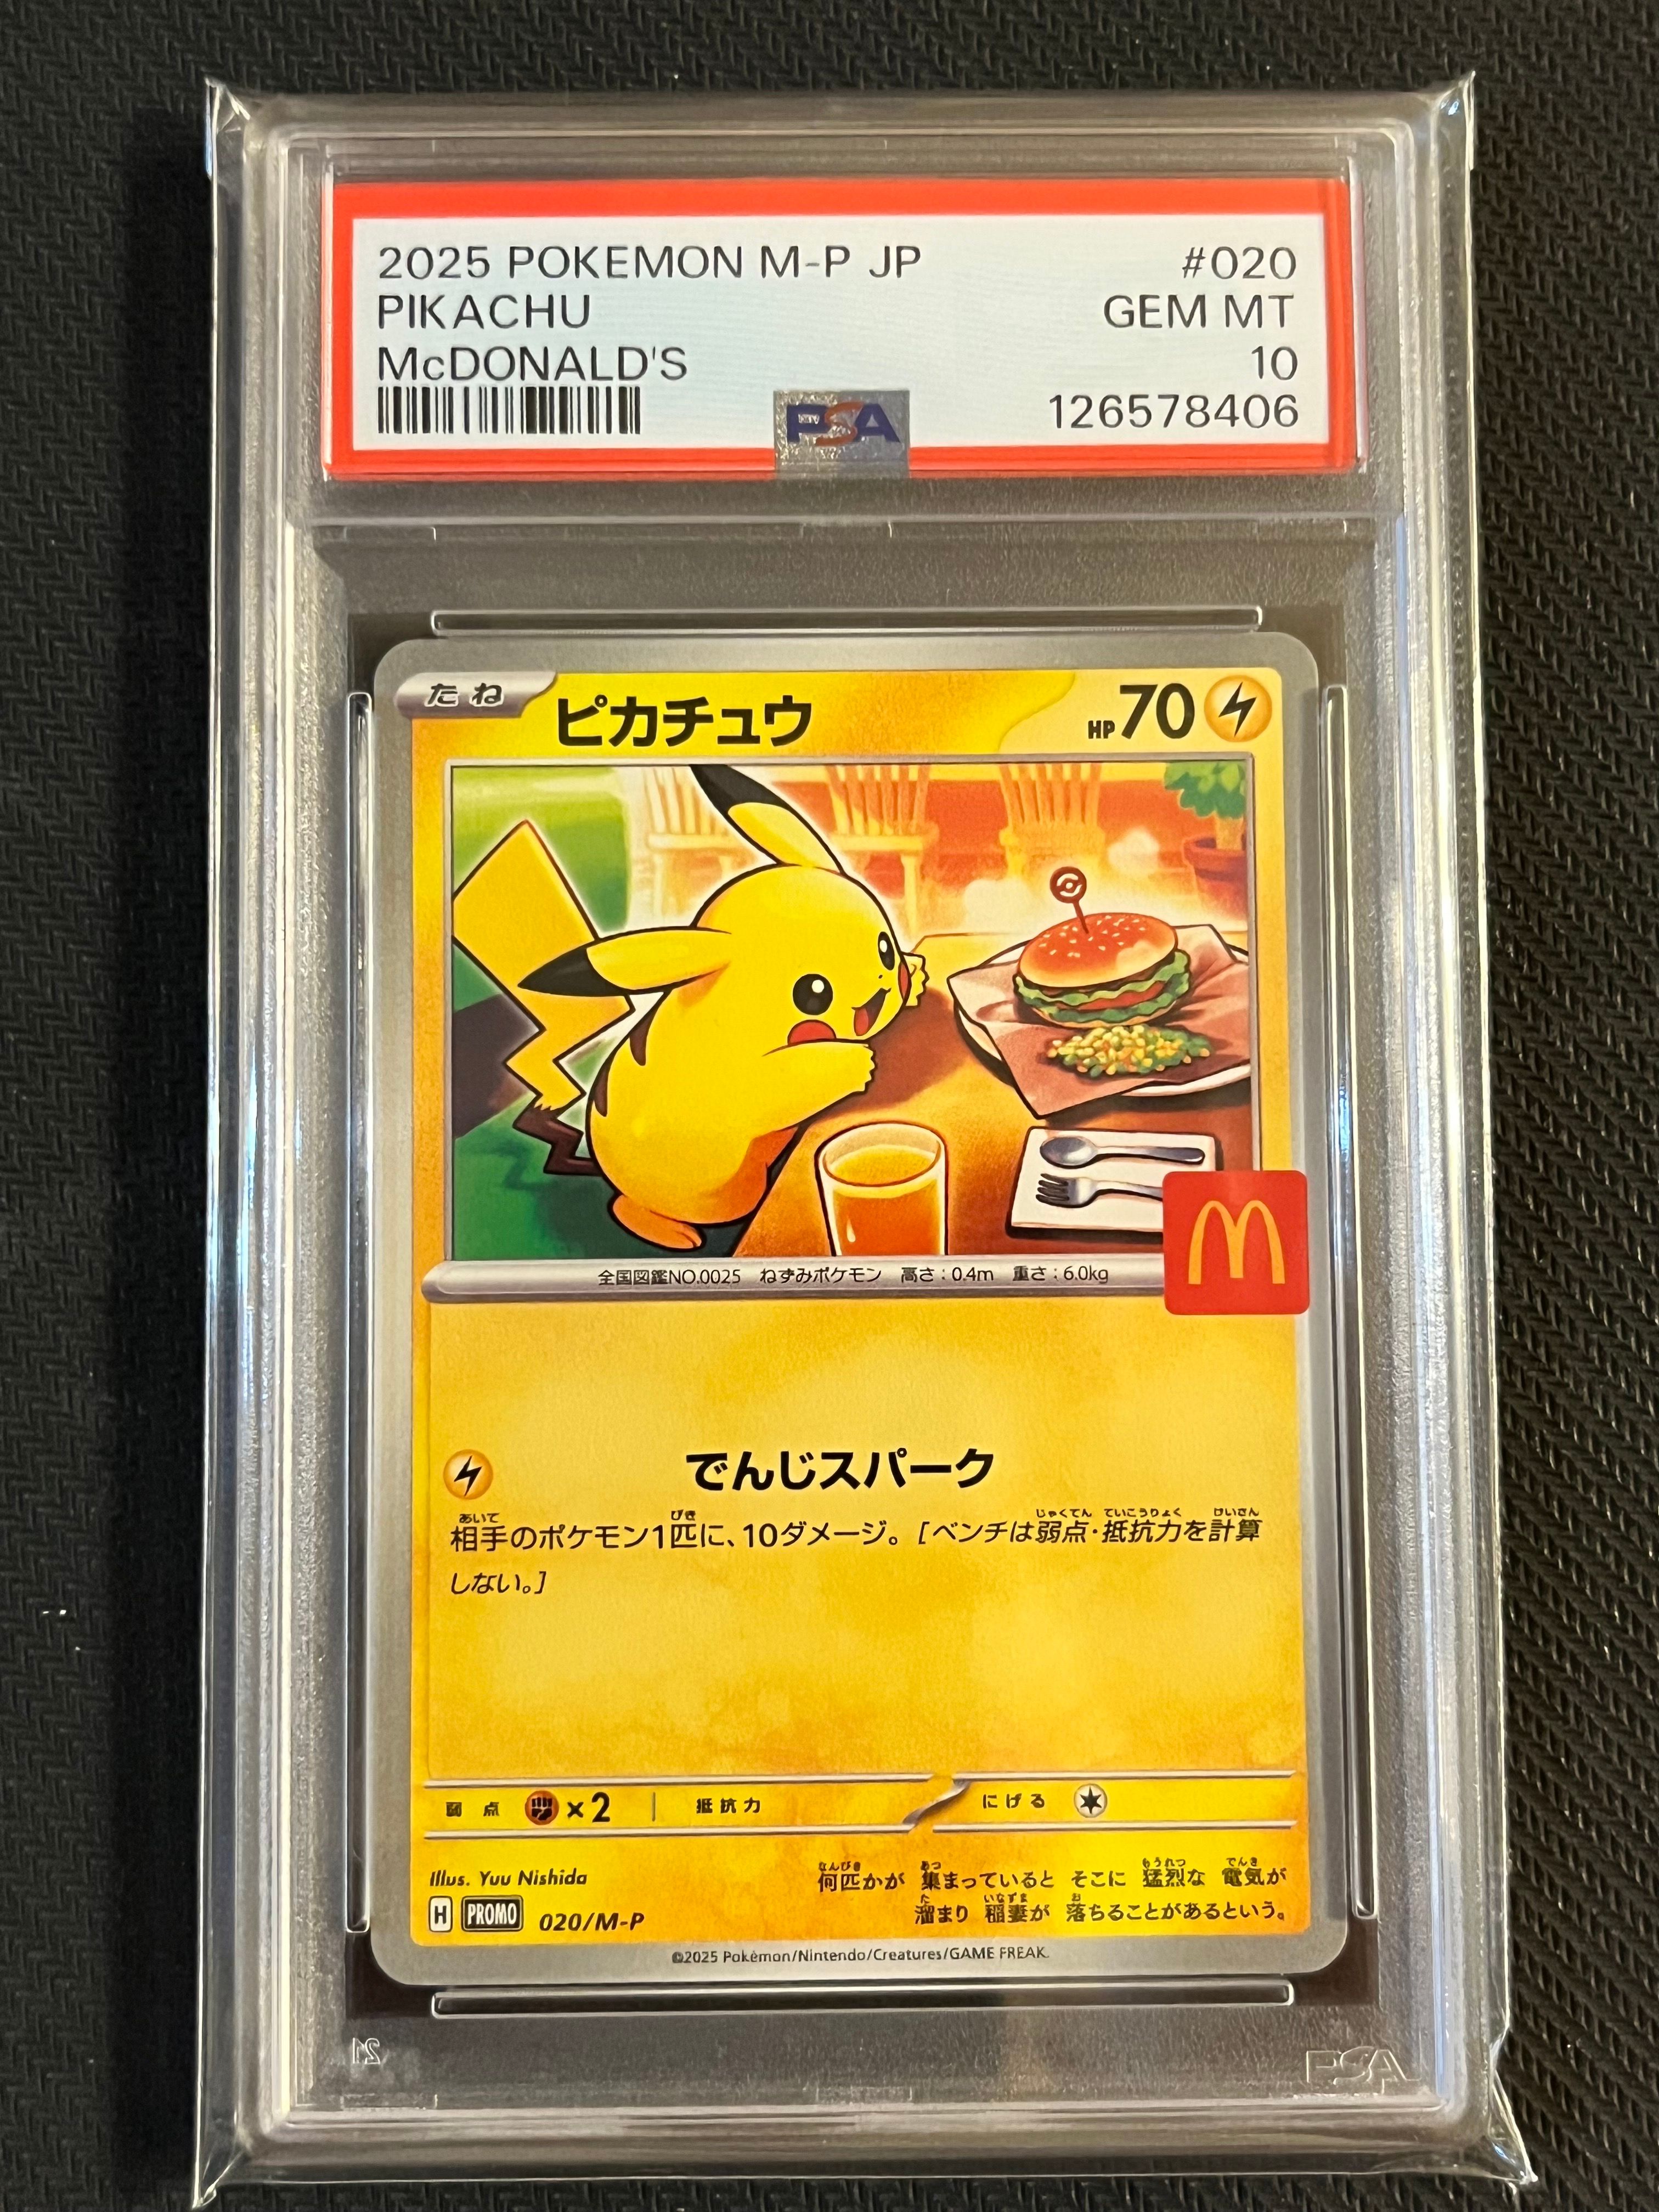 2025 POKEMON M-P JP #020
PIKACHU GEM MT
McDONALD'S 10
PSA 126578406
たね ピカチュウ HP70
全国図鑑NO.0025 ねずみポケモン 高さ:0.4m 重さ:6.0kg
でんじスパーク
相手のポケモン1匹に、10ダメージ。[ベンチは弱点・抵抗力を計算
しない。]
弱点 ×2 抵抗力 にげる
Illus. Yuu Nishida
何匹かが 集まっていると そこに 猛烈な 電気が
溜まり 稲妻が 落ちることがあるという。
H PROMO 020/M-P
©2025 Pokémon/Nintendo/Creatures/GAME FREAK.
21 PSA